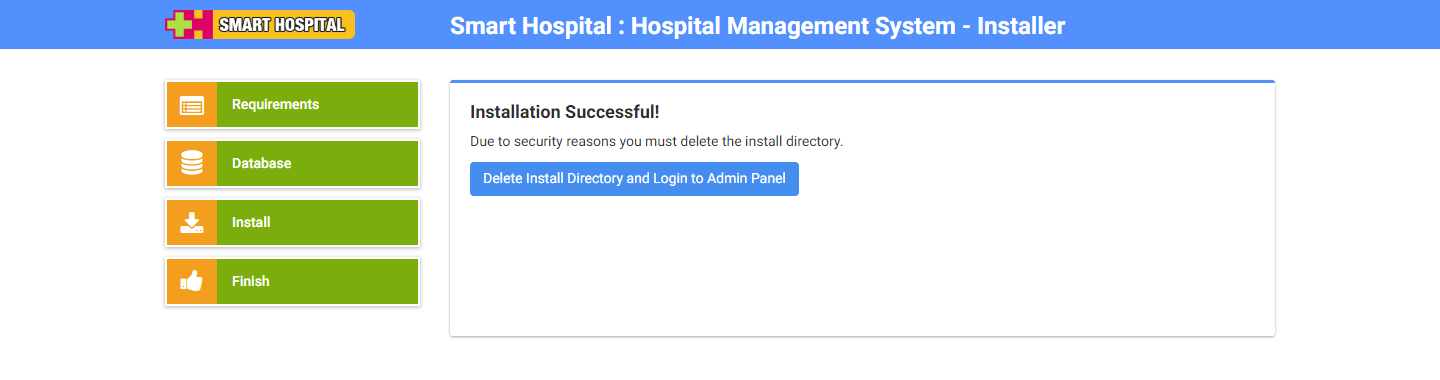 SMART HOSPITAL
Smart Hospital : Hospital Management System - Installer
Requirements
Database
Install
Finish
Installation Successful!
Due to security reasons you must delete the install directory.
Delete Install Directory and Login to Admin Panel